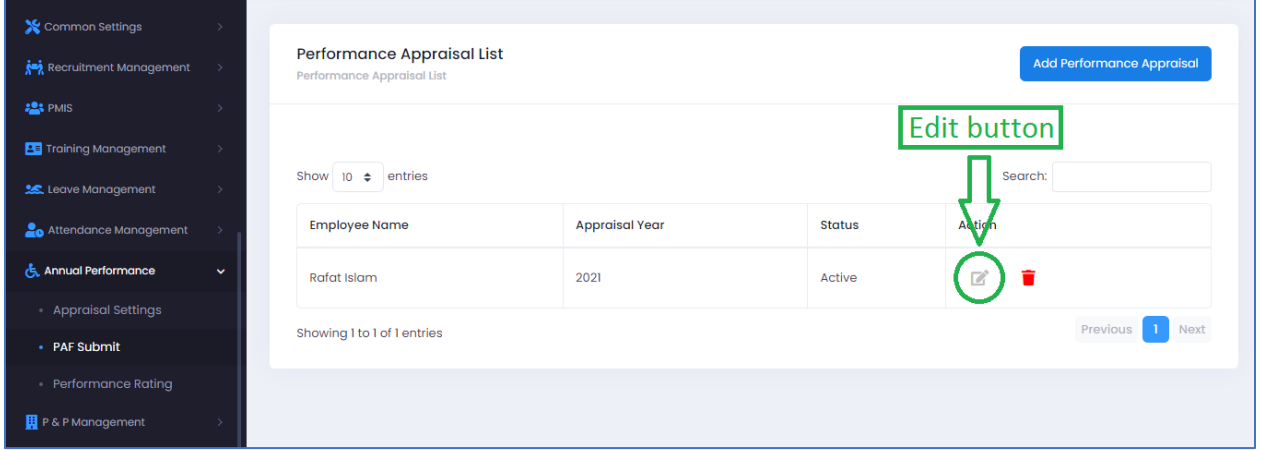 Common Settings
Recruitment Management
PMIS
Training Management
Leave Management
Attendance Management
Annual Performance
Appraisal Settings
PAF Submit
Performance Rating
P & P Management
Performance Appraisal List
Performance Appraisal List
Add Performance Appraisal
Edit button
Show 10 entries
Search:
Employee Name Appraisal Year Status Action
Rafat Islam 2021 Active
Showing 1 to 1 of 1 entries
Previous 1 Next